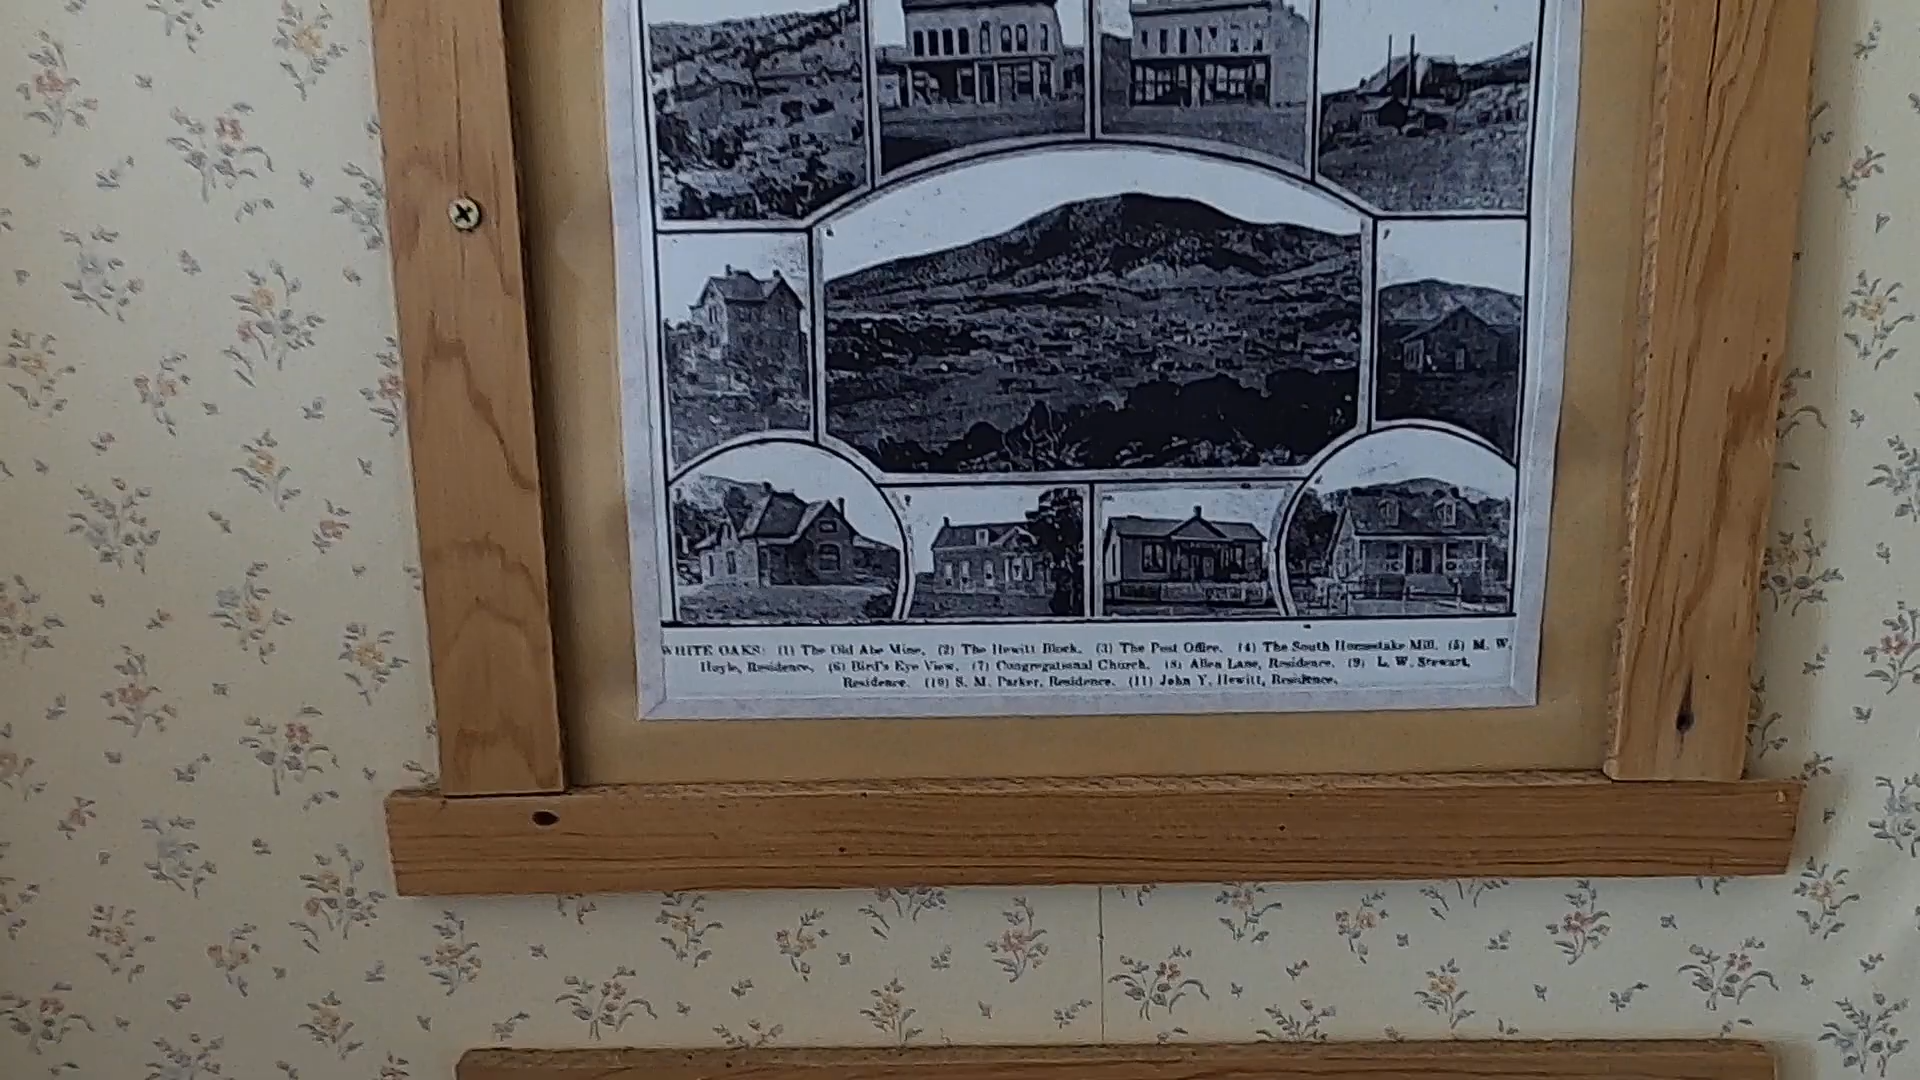 WHITE OAKS: (1) The Old Abe Mine. (2) The Hewitt Block. (3) The Post Office. (4) The South Homestake Mill. (5) M. W.
Hoyle, Residence. (6) Bird's Eye View. (7) Congregational Church. (8) Allen Lane, Residence. (9) L. W. Stewart,
Residence. (10) S. M. Parker, Residence. (11) John Y. Hewitt, Residence.